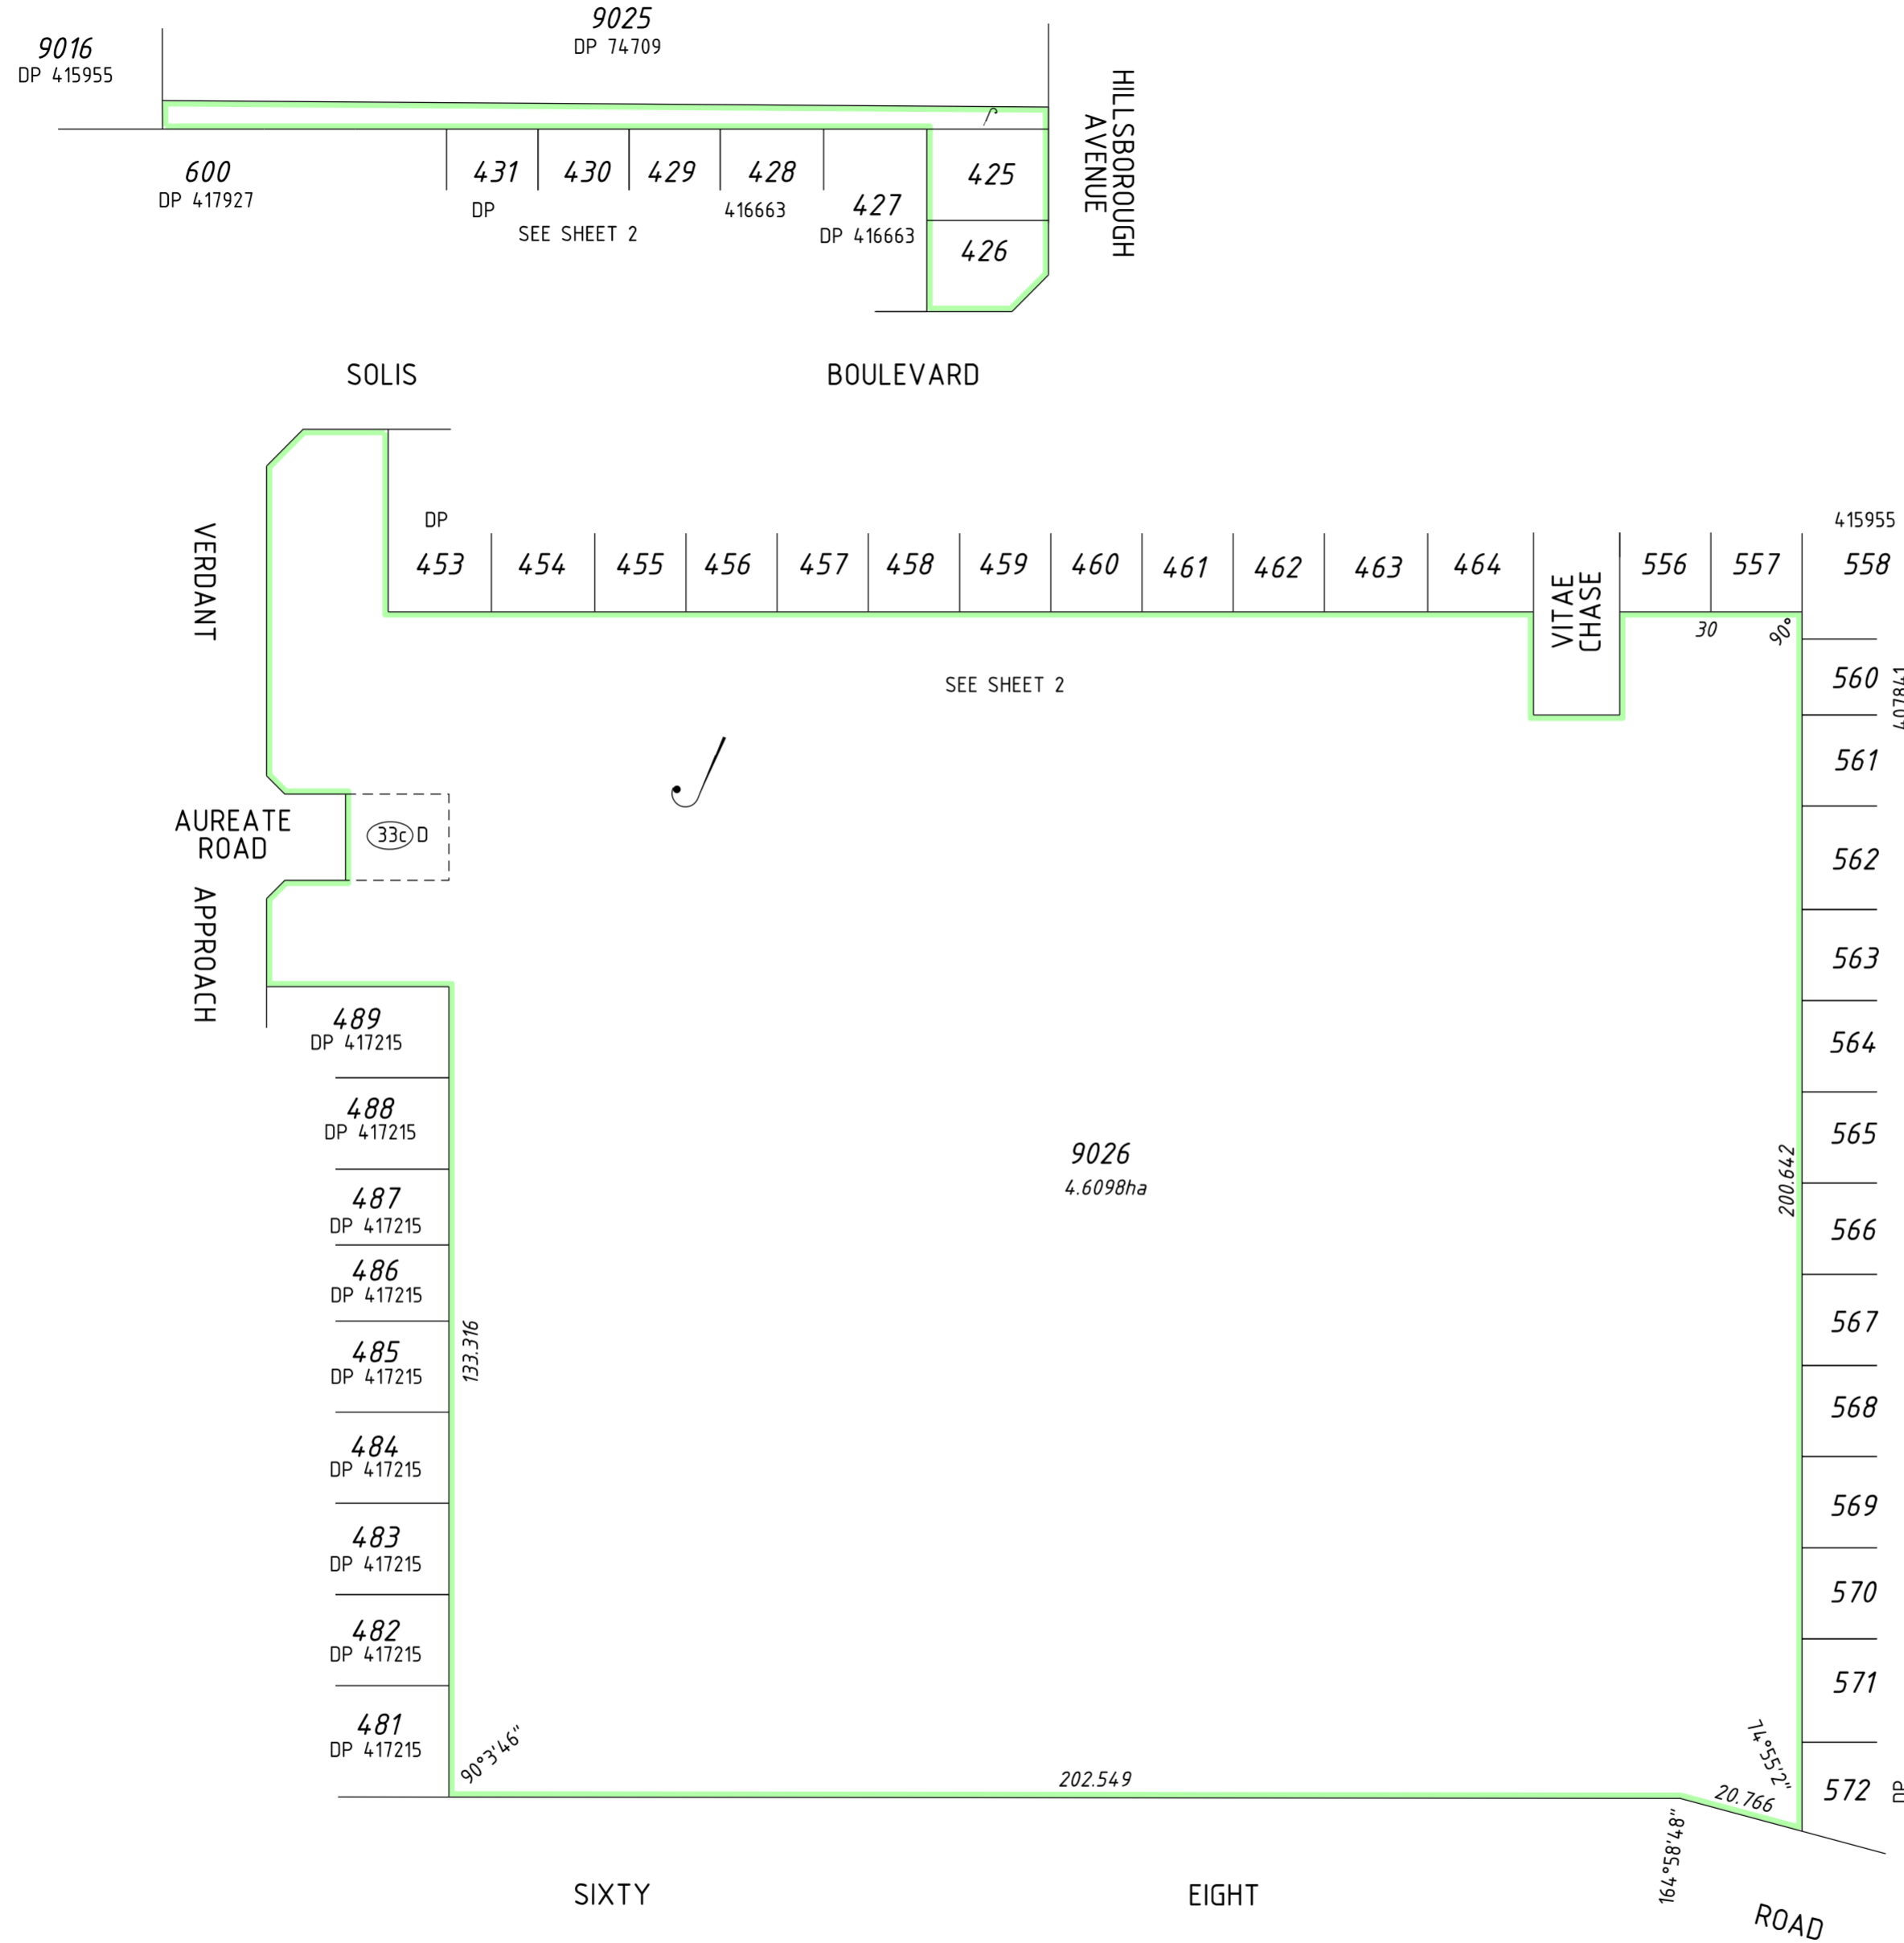 9025
DP 74709
9016
DP 415955
HILLSBOROUGH
AVENUE
600
DP 417927
431
430
429
428
427
DP 416663
425
426
DP
416663
SEE SHEET 2
SOLIS
BOULEVARD
VERDANT
APPROACH
DP
415955
453
454
455
456
457
458
459
460
461
462
463
464
VITAE
CHASE
556
557
558
30
90°
SEE SHEET 2
560
407841
561
AUREATE
ROAD
33c D
562
563
489
DP 417215
564
488
DP 417215
565
9026
4.6098ha
200.642
487
DP 417215
566
486
DP 417215
567
133.316
485
DP 417215
568
484
DP 417215
569
483
DP 417215
570
482
DP 417215
571
481
DP 417215
90°3'46"
202.549
74°55'2"
20.766
572
DP
164°58'48"
SIXTY
EIGHT
ROAD